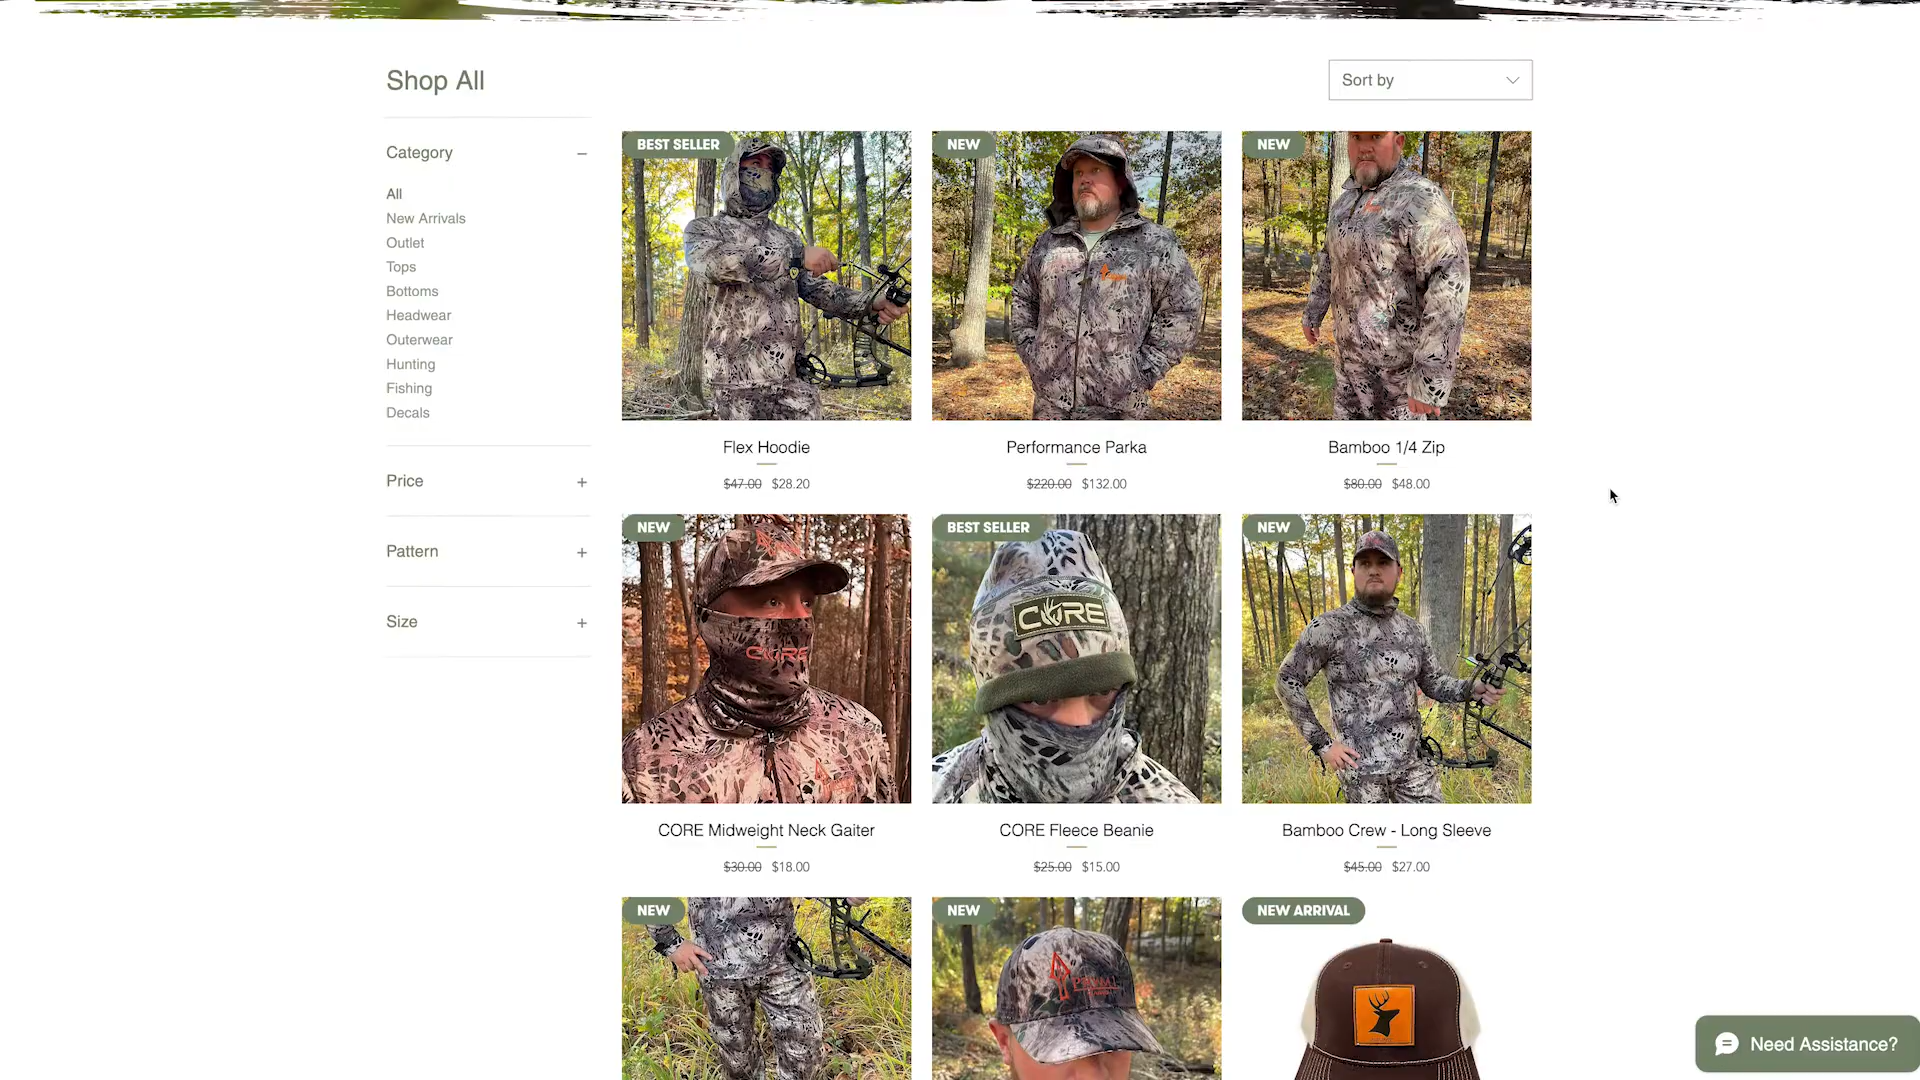 Shop All
Sort by
Category
All
New Arrivals
Outlet
Tops
Bottoms
Headwear
Outerwear
Hunting
Fishing
Decals
Price
Pattern
Size
BEST SELLER
NEW
NEW
Flex Hoodie
Performance Parka
Bamboo 1/4 Zip
$47.00 $28.20
$220.00 $132.00
$80.00 $48.00
NEW
BEST SELLER
NEW
CORE
CORE
CORE Midweight Neck Gaiter
CORE Fleece Beanie
Bamboo Crew - Long Sleeve
$30.00 $18.00
$25.00 $15.00
$45.00 $27.00
NEW
NEW
NEW ARRIVAL
Need Assistance?